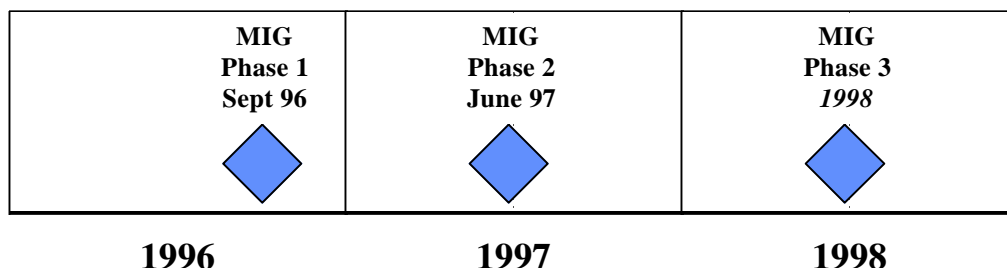 MIG
Phase 1
Sept 96
MIG
Phase 2
June 97
MIG
Phase 3
1998
1996
1997
1998